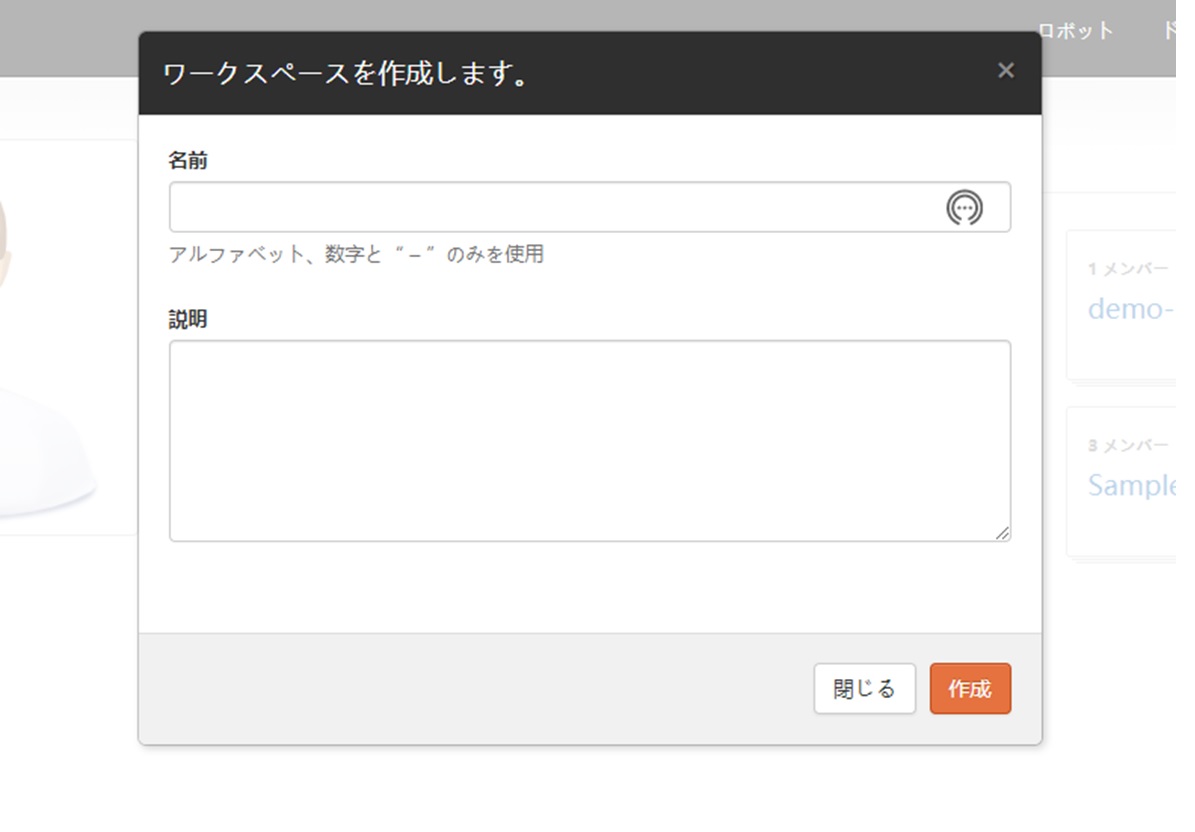 ロボット
ワークスペースを作成します。
×
名前
アルファベット、数字と“－”のみを使用
説明
1 メンバー
demo-
3 メンバー
Sample
閉じる
作成